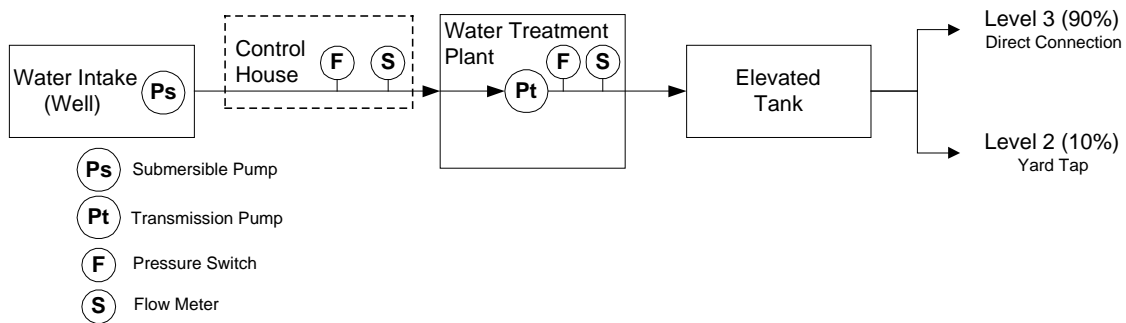 Water Intake
(Well)
Ps
Control
House
F
S
Water Treatment
Plant
Pt
F
S
Elevated
Tank
Level 3 (90%)
Direct Connection
Level 2 (10%)
Yard Tap
Ps Submersible Pump
Pt Transmission Pump
F Pressure Switch
S Flow Meter